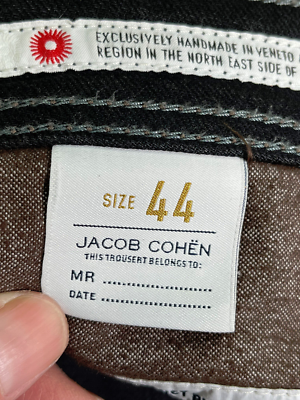 EXCLUSIVELY HANDMADE IN VENETO
REGION IN THE NORTH EAST SIDE OF
SIZE 44
JACOB COHËN
THIS TROUSERT BELONGS TO:
MR
DATE